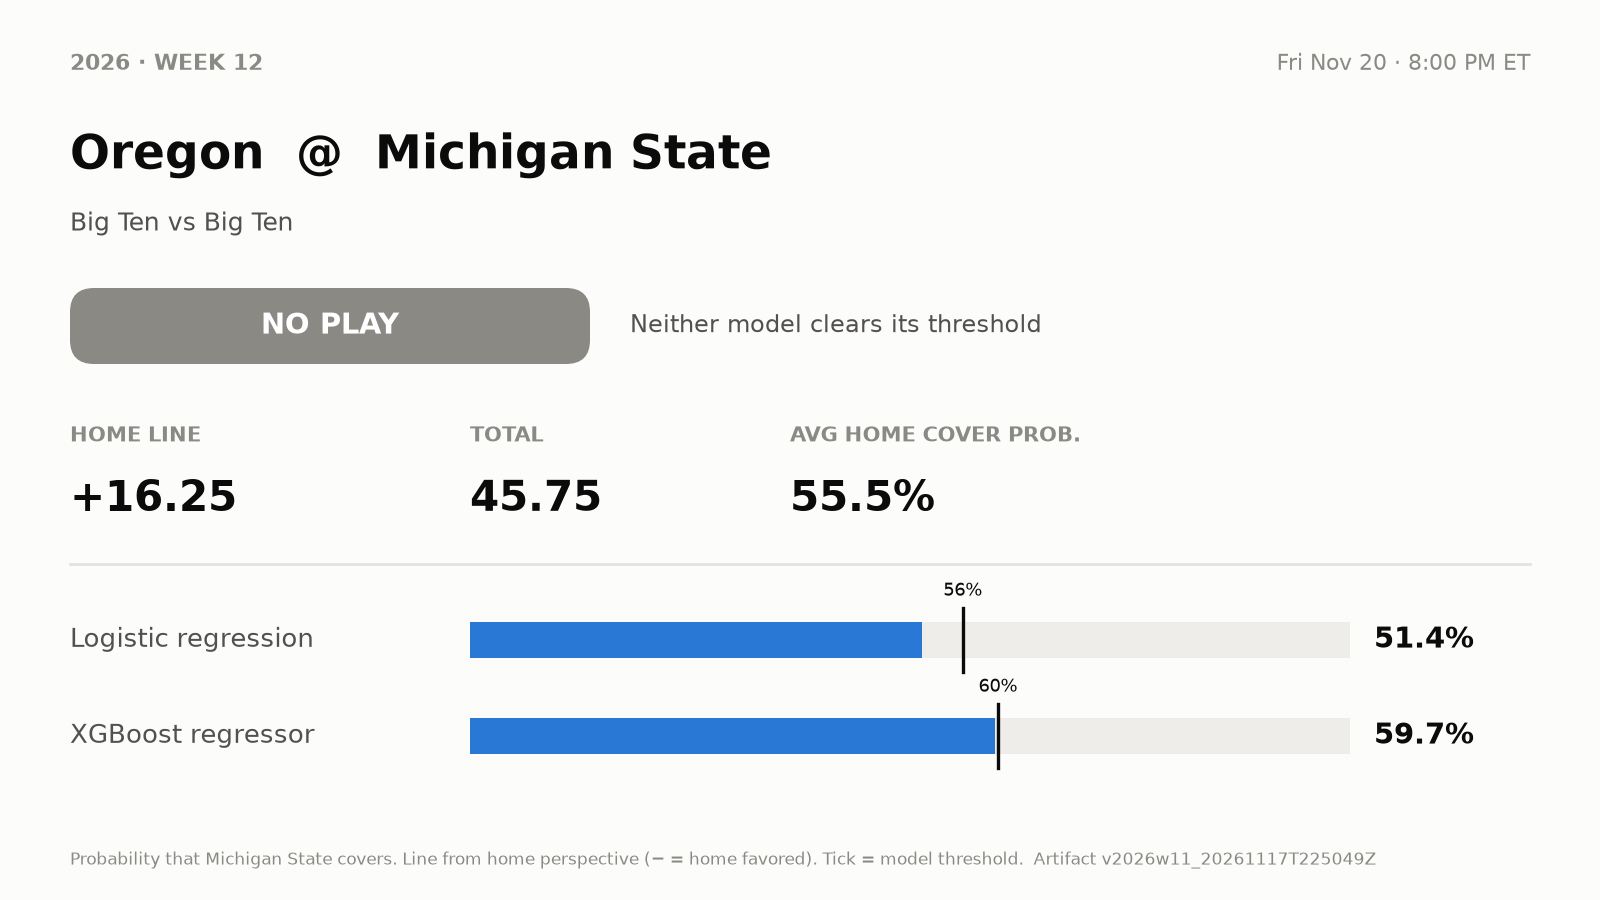 2026 · WEEK 12
Fri Nov 20 · 8:00 PM ET
Oregon @ Michigan State
Big Ten vs Big Ten
NO PLAY
Neither model clears its threshold
HOME LINE
TOTAL
AVG HOME COVER PROB.
+16.25
45.75
55.5%
56%
Logistic regression
51.4%
60%
XGBoost regressor
59.7%
Probability that Michigan State covers. Line from home perspective (− = home favored). Tick = model threshold. Artifact v2026w11_20261117T225049Z